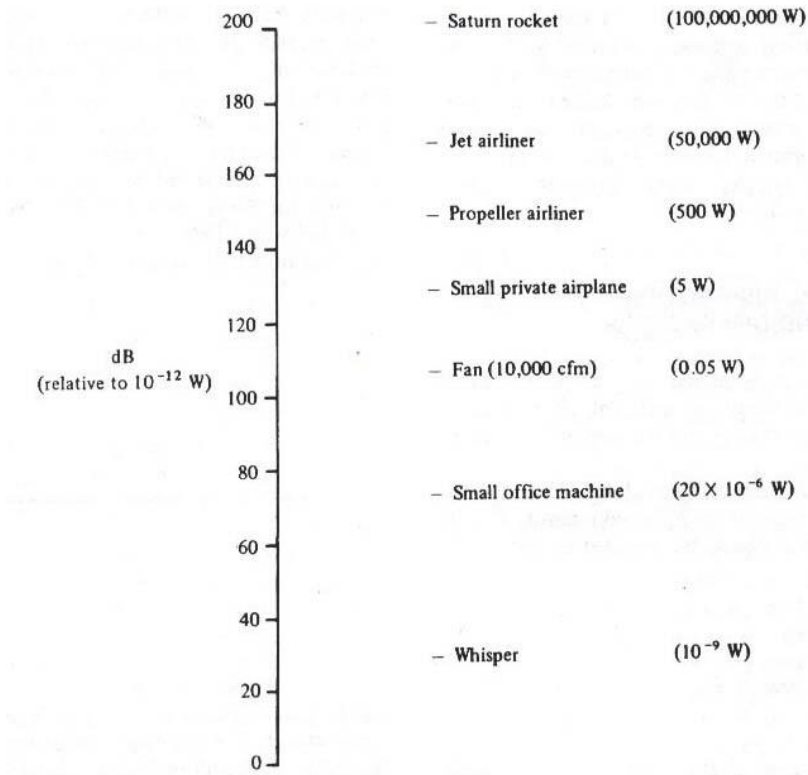 200 – Saturn rocket (100,000,000 W)
180
– Jet airliner (50,000 W)
160
– Propeller airliner (500 W)
140
– Small private airplane (5 W)
120
dB
(relative to 10⁻¹² W)
– Fan (10,000 cfm) (0.05 W)
100
80
– Small office machine (20 × 10⁻⁶ W)
60
40
– Whisper (10⁻⁹ W)
20
0